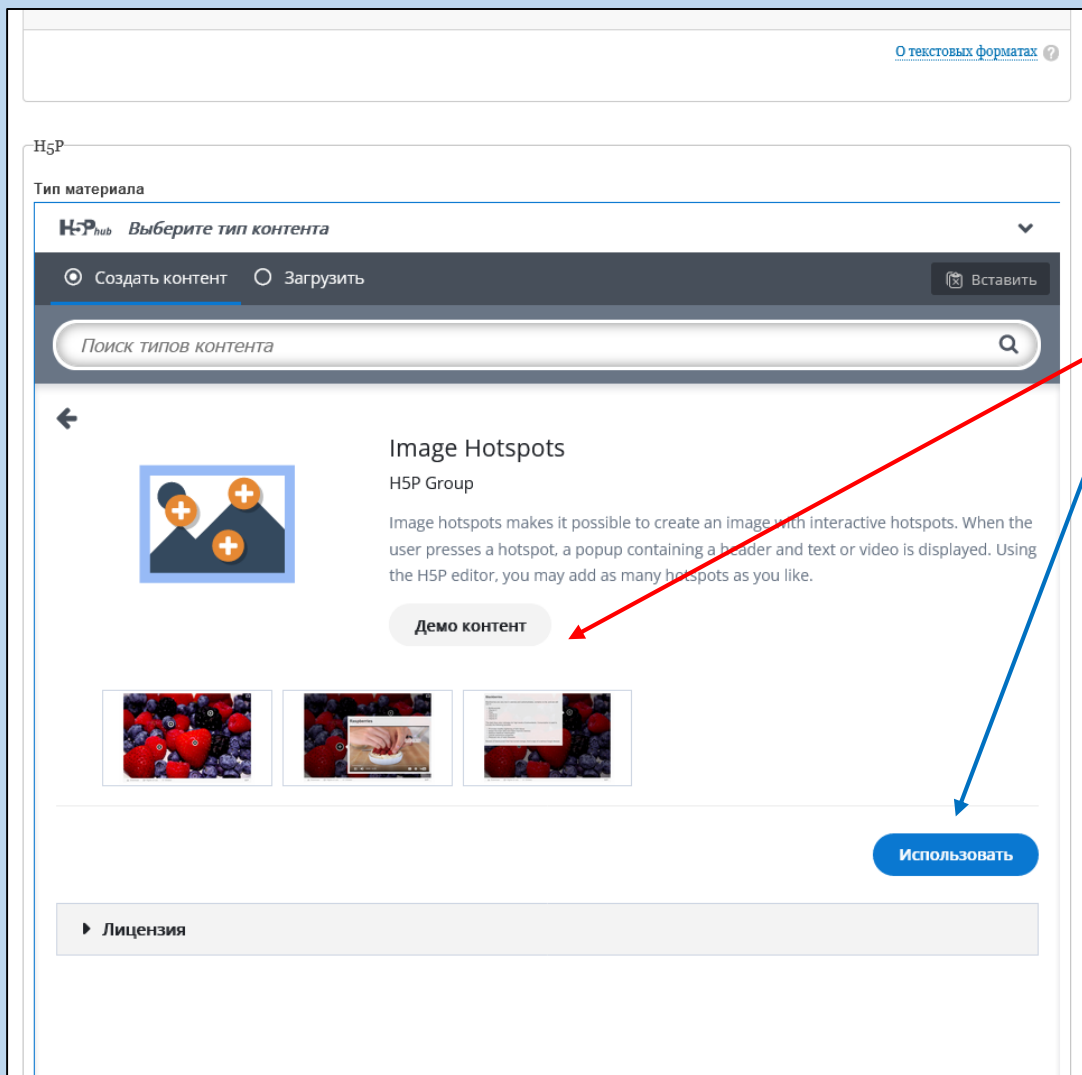 О текстовых форматах ?
H5P
Тип материала
H5P hub Выберите тип контента
Создать контент Загрузить
Вставить
Поиск типов контента
Image Hotspots
H5P Group
Image hotspots makes it possible to create an image with interactive hotspots. When the
user presses a hotspot, a popup containing a header and text or video is displayed. Using
the H5P editor, you may add as many hotspots as you like.
Демо контент
Raspberries
Использовать
Лицензия